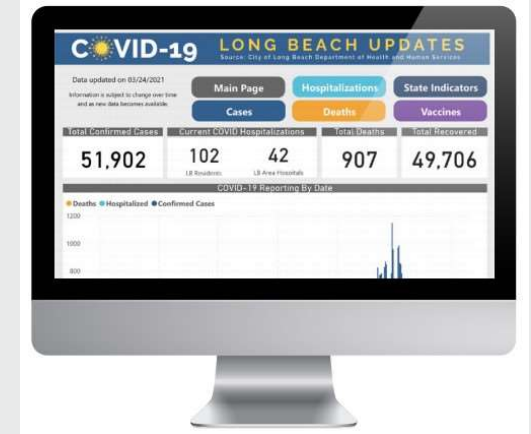 COVID-19 LONG BEACH UPDATES
Source: City of Long Beach Department of Health and Human Services
Data updated on 03/24/2021
Information is subject to change over time
and as new data becomes available.
Main Page Hospitalizations State Indicators
Cases Deaths Vaccines
Total Confirmed Cases Current COVID Hospitalizations Total Deaths Total Recovered
51,902 102 42 907 49,706
LB Residents LB Area Hospitals
COVID-19 Reporting By Date
Deaths Hospitalized Confirmed Cases
1200
1000
800